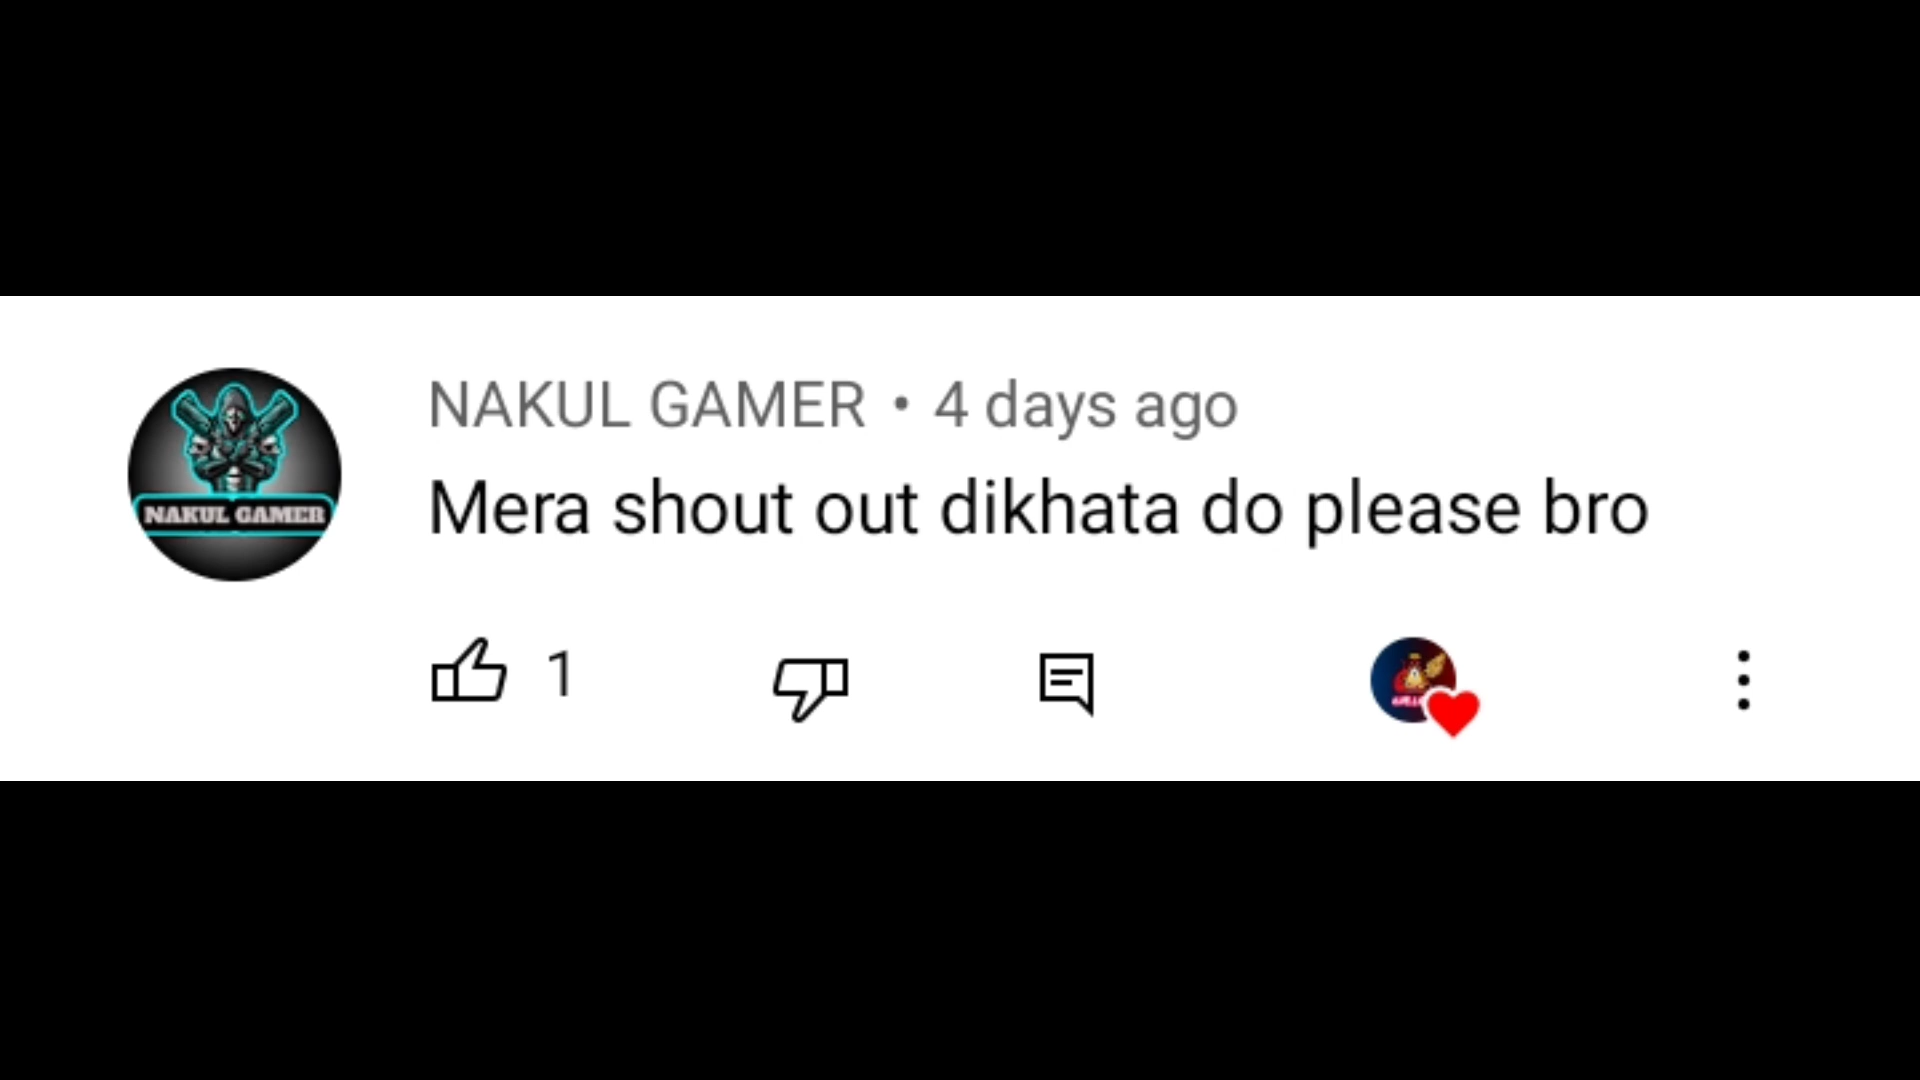 NAKUL GAMER • 4 days ago
Mera shout out dikhata do please bro
NAKUL GAMER
1